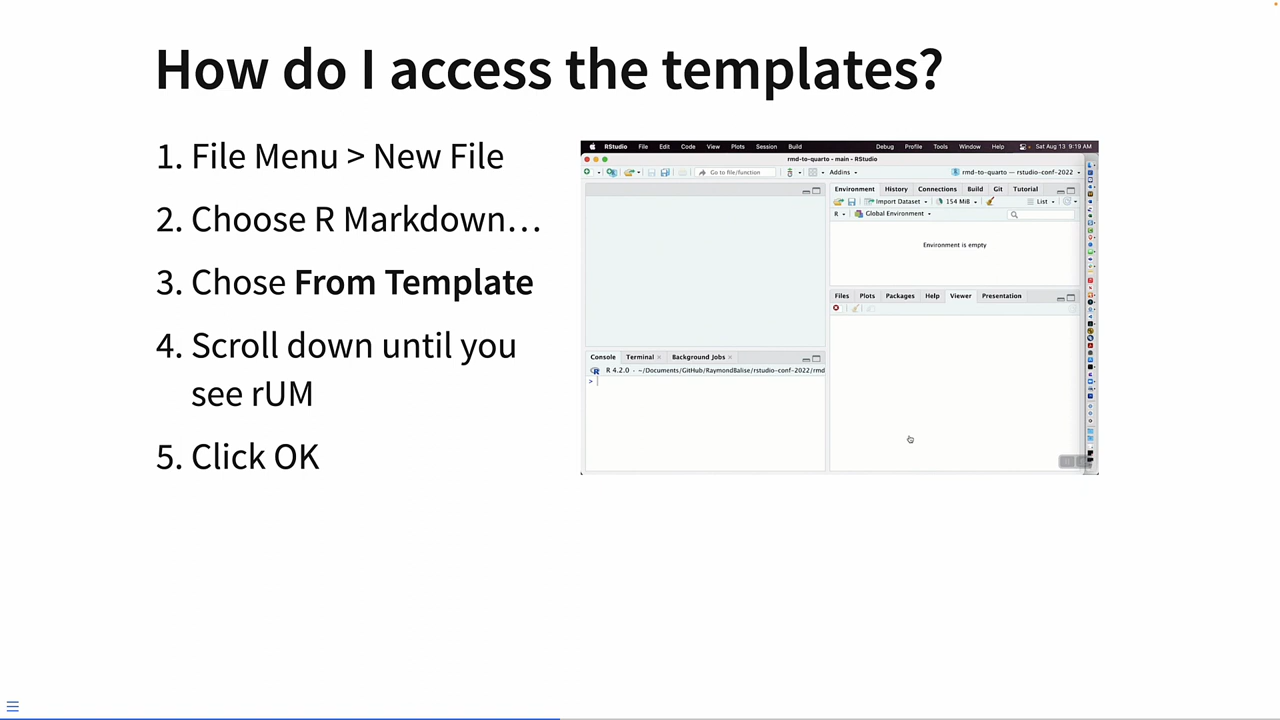 How do I access the templates?
1. File Menu > New File
2. Choose R Markdown…
3. Chose From Template
4. Scroll down until you
see rUM
5. Click OK
RStudio File Edit Code View Plots Session Build Debug Profile Tools Window Help Sat Aug 13 9:19 AM
rmd-to-quarto - main - RStudio
Go to file/function Addins rmd-to-quarto — rstudio-conf-2022
Environment History Connections Build Git Tutorial
Import Dataset 154 MiB List
R Global Environment
Environment is empty
Files Plots Packages Help Viewer Presentation
Console Terminal Background Jobs
R 4.2.0 · ~/Documents/GitHub/RaymondBalise/rstudio-conf-2022/rmd
>